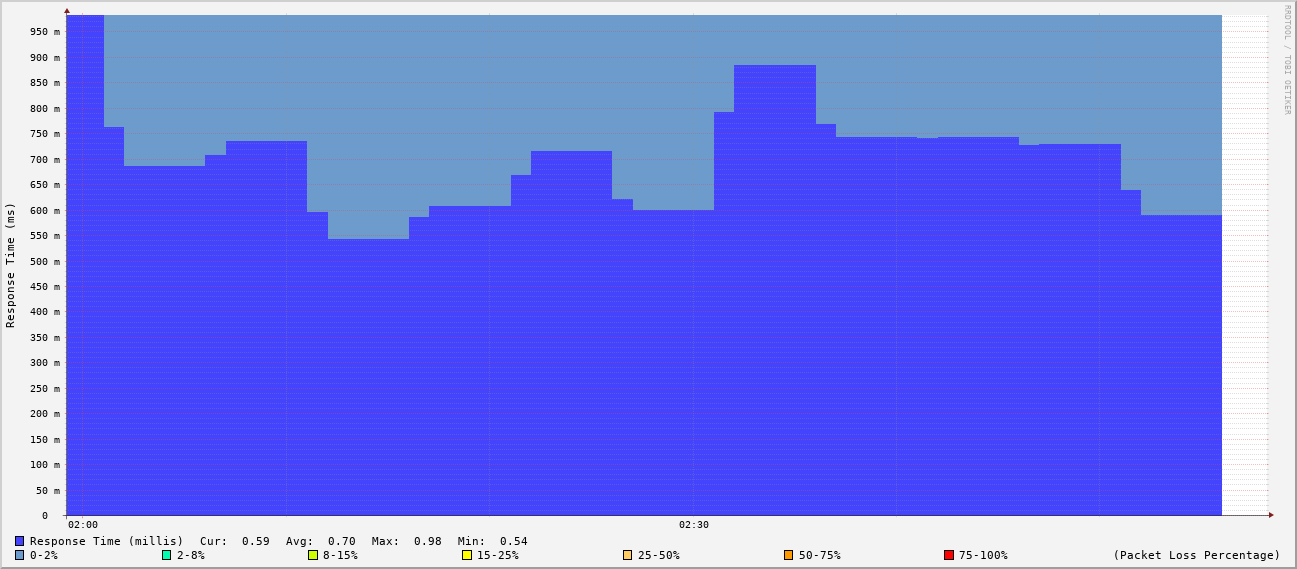 RRDTOOL / TOBI OETIKER
Response Time (ms)
950 m
900 m
850 m
800 m
750 m
700 m
650 m
600 m
550 m
500 m
450 m
400 m
350 m
300 m
250 m
200 m
150 m
100 m
50 m
0
02:00 02:30
Response Time (millis) Cur: 0.59 Avg: 0.70 Max: 0.98 Min: 0.54
0-2% 2-8% 8-15% 15-25% 25-50% 50-75% 75-100% (Packet Loss Percentage)